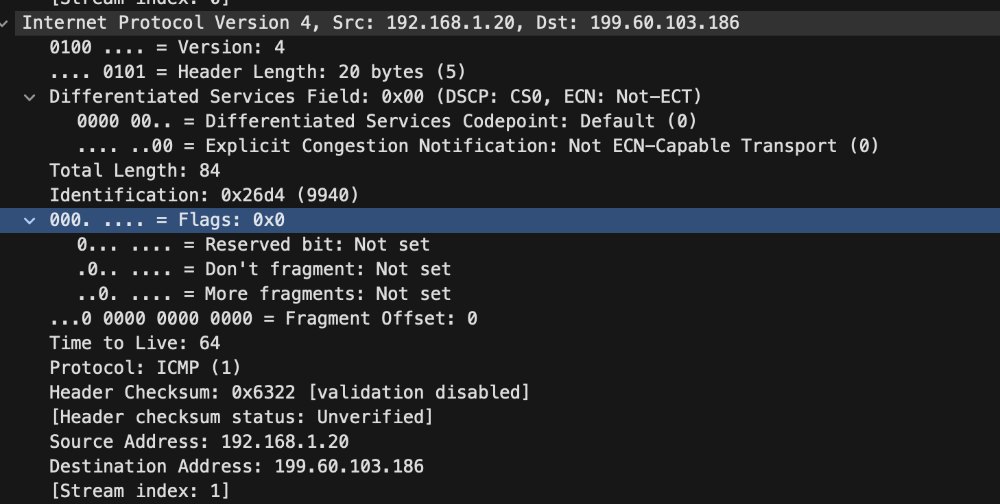 [Stream index: 0]
Internet Protocol Version 4, Src: 192.168.1.20, Dst: 199.60.103.186
0100 .... = Version: 4
.... 0101 = Header Length: 20 bytes (5)
Differentiated Services Field: 0x00 (DSCP: CS0, ECN: Not-ECT)
0000 00.. = Differentiated Services Codepoint: Default (0)
.... ..00 = Explicit Congestion Notification: Not ECN-Capable Transport (0)
Total Length: 84
Identification: 0x26d4 (9940)
000. .... = Flags: 0x0
0... .... = Reserved bit: Not set
.0.. .... = Don't fragment: Not set
..0. .... = More fragments: Not set
...0 0000 0000 0000 = Fragment Offset: 0
Time to Live: 64
Protocol: ICMP (1)
Header Checksum: 0x6322 [validation disabled]
[Header checksum status: Unverified]
Source Address: 192.168.1.20
Destination Address: 199.60.103.186
[Stream index: 1]